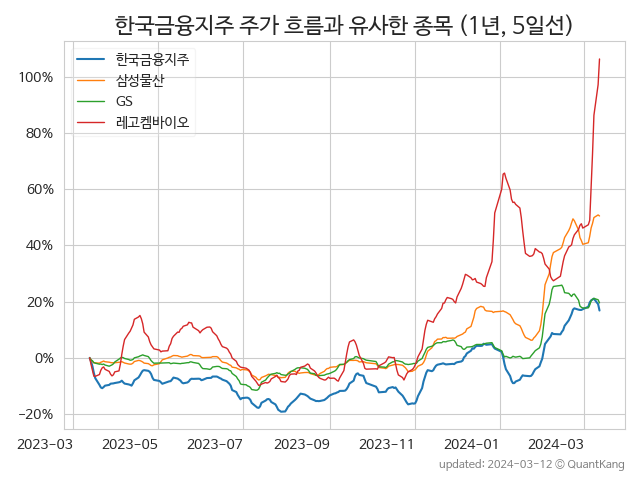 한국금융지주 주가 흐름과 유사한 종목 (1년, 5일선)
한국금융지주
삼성물산
GS
레고켐바이오
100%
80%
60%
40%
20%
0%
−20%
2023-03 2023-05 2023-07 2023-09 2023-11 2024-01 2024-03
updated: 2024-03-12 © QuantKang